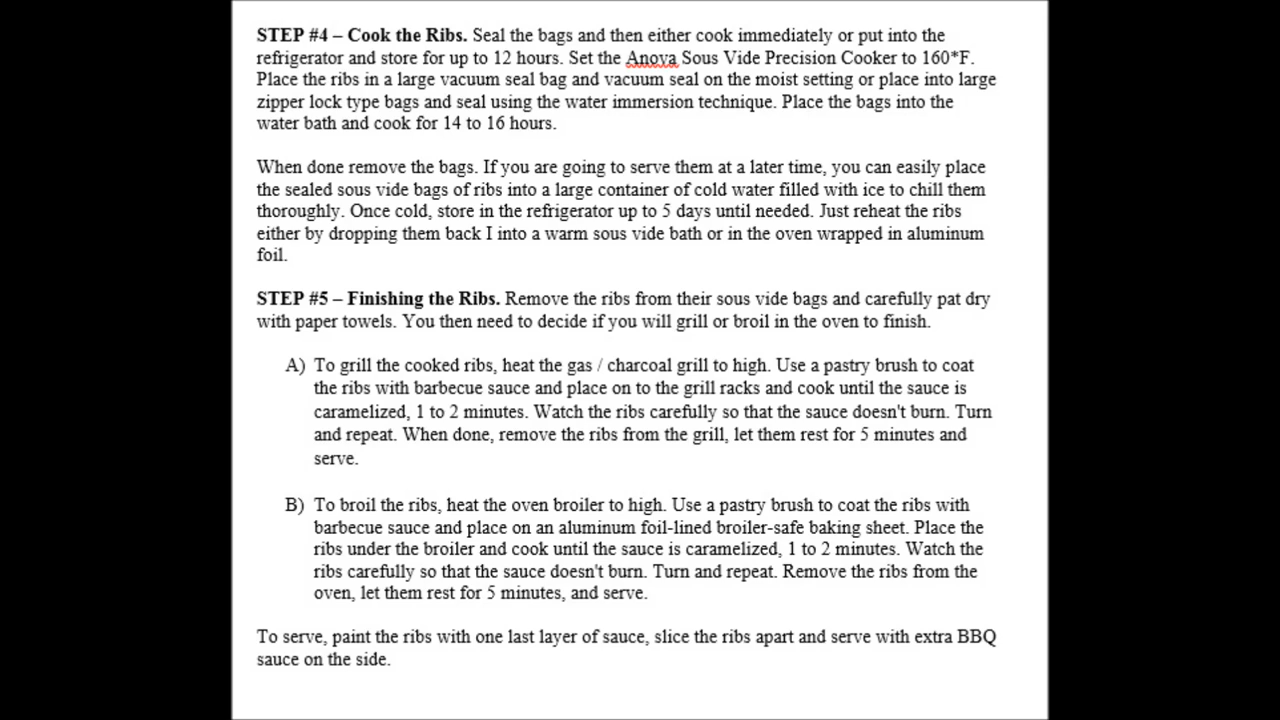 STEP #4 – Cook the Ribs. Seal the bags and then either cook immediately or put into the
refrigerator and store for up to 12 hours. Set the Anova Sous Vide Precision Cooker to 160*F.
Place the ribs in a large vacuum seal bag and vacuum seal on the moist setting or place into large
zipper lock type bags and seal using the water immersion technique. Place the bags into the
water bath and cook for 14 to 16 hours.
When done remove the bags. If you are going to serve them at a later time, you can easily place
the sealed sous vide bags of ribs into a large container of cold water filled with ice to chill them
thoroughly. Once cold, store in the refrigerator up to 5 days until needed. Just reheat the ribs
either by dropping them back I into a warm sous vide bath or in the oven wrapped in aluminum
foil.
STEP #5 – Finishing the Ribs. Remove the ribs from their sous vide bags and carefully pat dry
with paper towels. You then need to decide if you will grill or broil in the oven to finish.
A) To grill the cooked ribs, heat the gas / charcoal grill to high. Use a pastry brush to coat
the ribs with barbecue sauce and place on to the grill racks and cook until the sauce is
caramelized, 1 to 2 minutes. Watch the ribs carefully so that the sauce doesn't burn. Turn
and repeat. When done, remove the ribs from the grill, let them rest for 5 minutes and
serve.
B) To broil the ribs, heat the oven broiler to high. Use a pastry brush to coat the ribs with
barbecue sauce and place on an aluminum foil-lined broiler-safe baking sheet. Place the
ribs under the broiler and cook until the sauce is caramelized, 1 to 2 minutes. Watch the
ribs carefully so that the sauce doesn't burn. Turn and repeat. Remove the ribs from the
oven, let them rest for 5 minutes, and serve.
To serve, paint the ribs with one last layer of sauce, slice the ribs apart and serve with extra BBQ
sauce on the side.